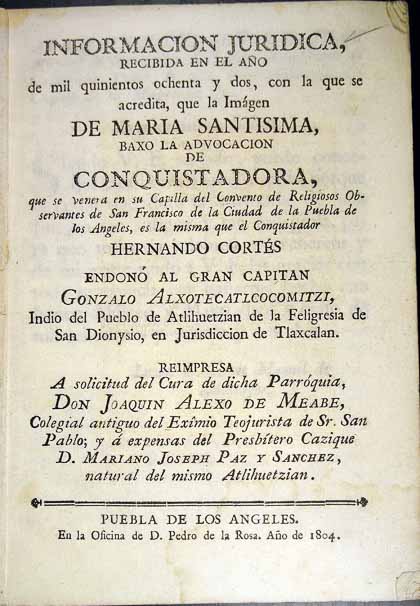 INFORMACION JURIDICA,
RECIBIDA EN EL AÑO
de mil quinientos ochenta y dos, con la que se
acredita, que la Imágen
DE MARIA SANTISIMA,
BAXO LA ADVOCACION
DE
CONQUISTADORA,
que se venera en su Capilla del Convento de Religiosos Ob-
servantes de San Francisco de la Ciudad de la Puebla de
los Angeles, es la misma que el Conquistador
HERNANDO CORTÉS
ENDONÓ AL GRAN CAPITAN
GONZALO ALXOTECATLCOCOMITZI,
Indio del Pueblo de Atlihuetzian de la Feligresia de
San Dionysio, en Jurisdiccion de Tlaxcalan.
REIMPRESA
A solicitud del Cura de dicha Parróquia,
DON JOAQUIN ALEXO DE MEABE,
Colegial antiguo del Exímio Teojurista de Sr. San
Pablo; y á expensas del Presbítero Cazique
D. MARIANO JOSEPH PAZ Y SANCHEZ,
natural del mismo Atlihuetzian.
PUEBLA DE LOS ANGELES.
En la Oficina de D. Pedro de la Rosa. Año de 1804.